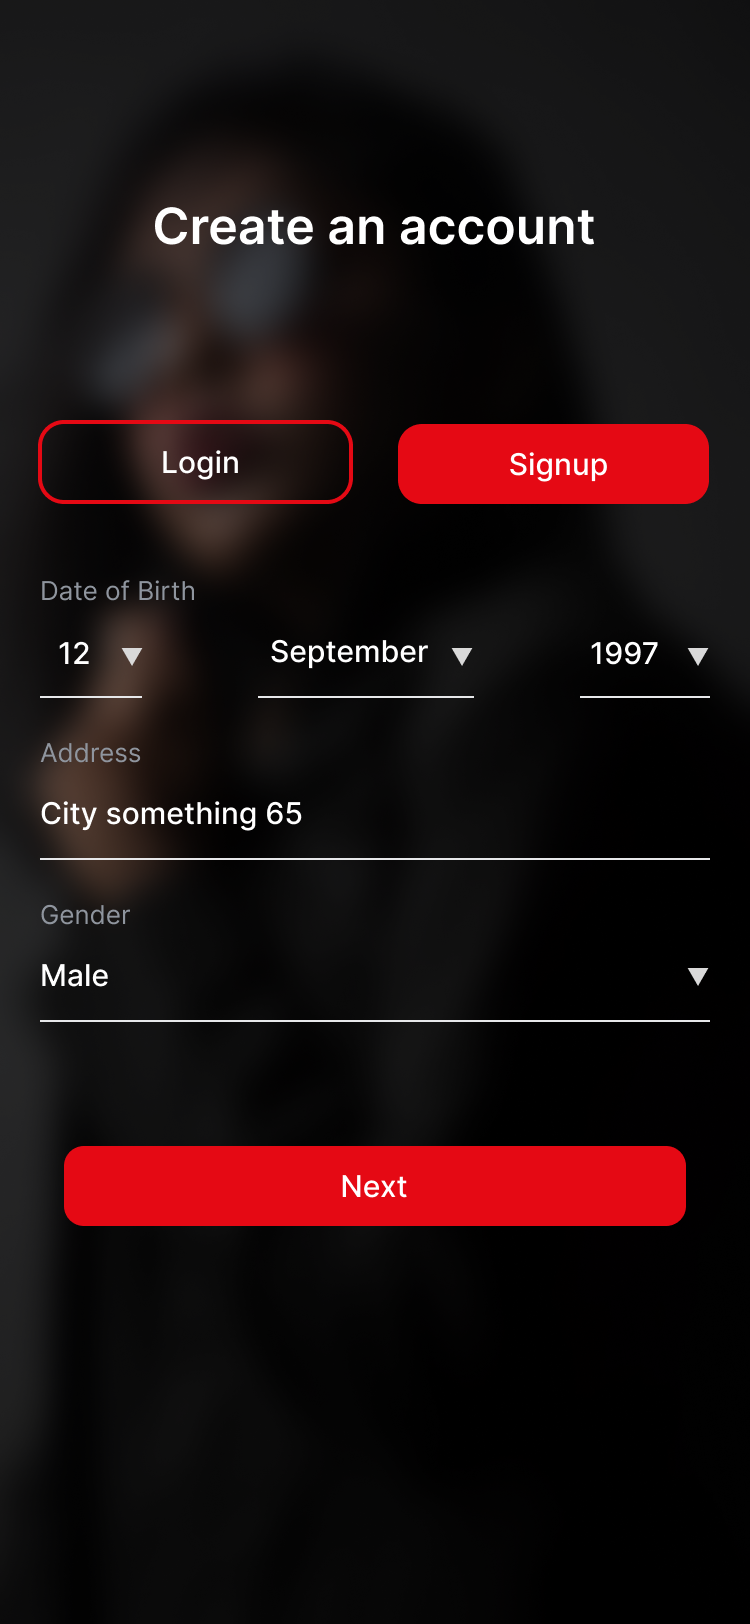 Create an account
Login Signup
Date of Birth
12 September 1997
Address
City something 65
Gender
Male
Next